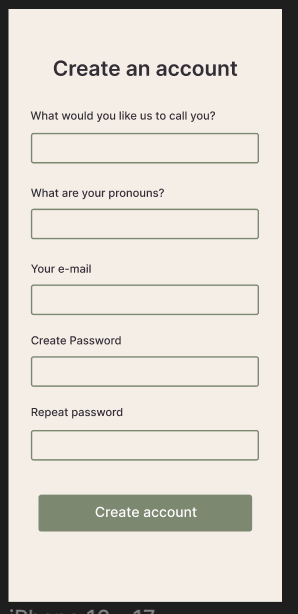 Create an account
What would you like us to call you?
What are your pronouns?
Your e-mail
Create Password
Repeat password
Create account